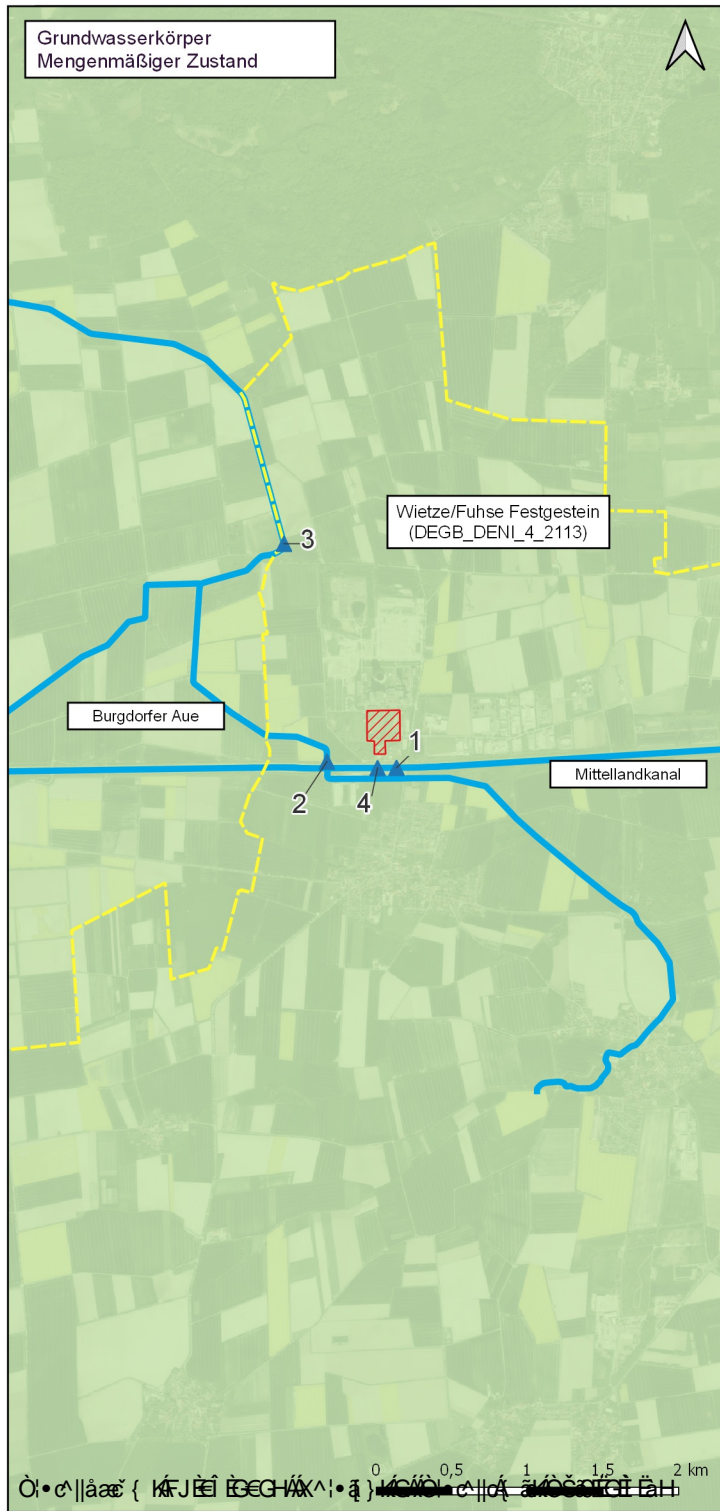 Grundwasserkörper
Mengenmäßiger Zustand
Wietze/Fuhse Festgestein
(DEGB_DENI_4_2113)
3
Burgdorfer Aue
1
Mittellandkanal
2
4
0 0,5 1 1,5 2 km